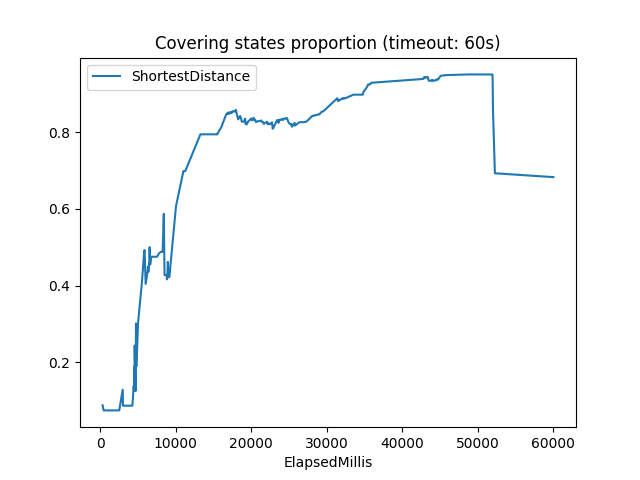 Covering states proportion (timeout: 60s)
ShortestDistance
0.8
0.6
0.4
0.2
0 10000 20000 30000 40000 50000 60000
ElapsedMillis